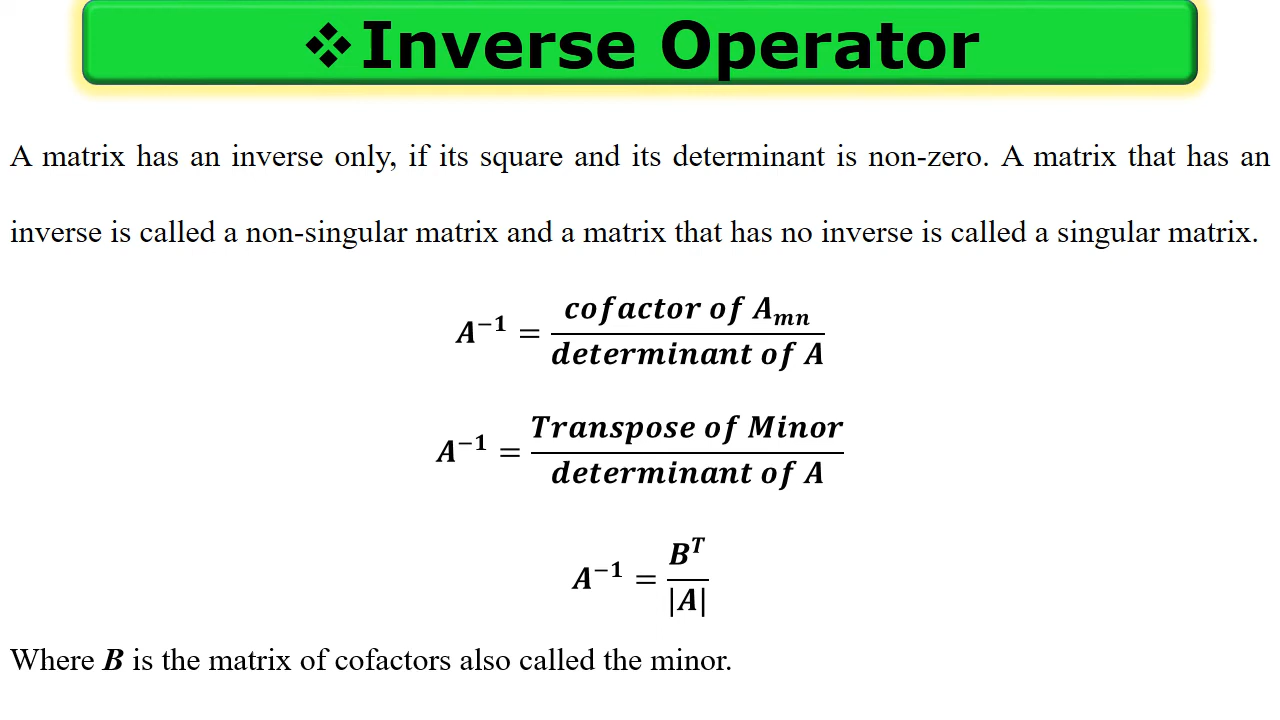 ❖Inverse Operator
A matrix has an inverse only, if its square and its determinant is non-zero. A matrix that has an
inverse is called a non-singular matrix and a matrix that has no inverse is called a singular matrix.
A⁻¹ = cofactor of Aₘₙ / determinant of A
A⁻¹ = Transpose of Minor / determinant of A
A⁻¹ = Bᵀ / |A|
Where B is the matrix of cofactors also called the minor.